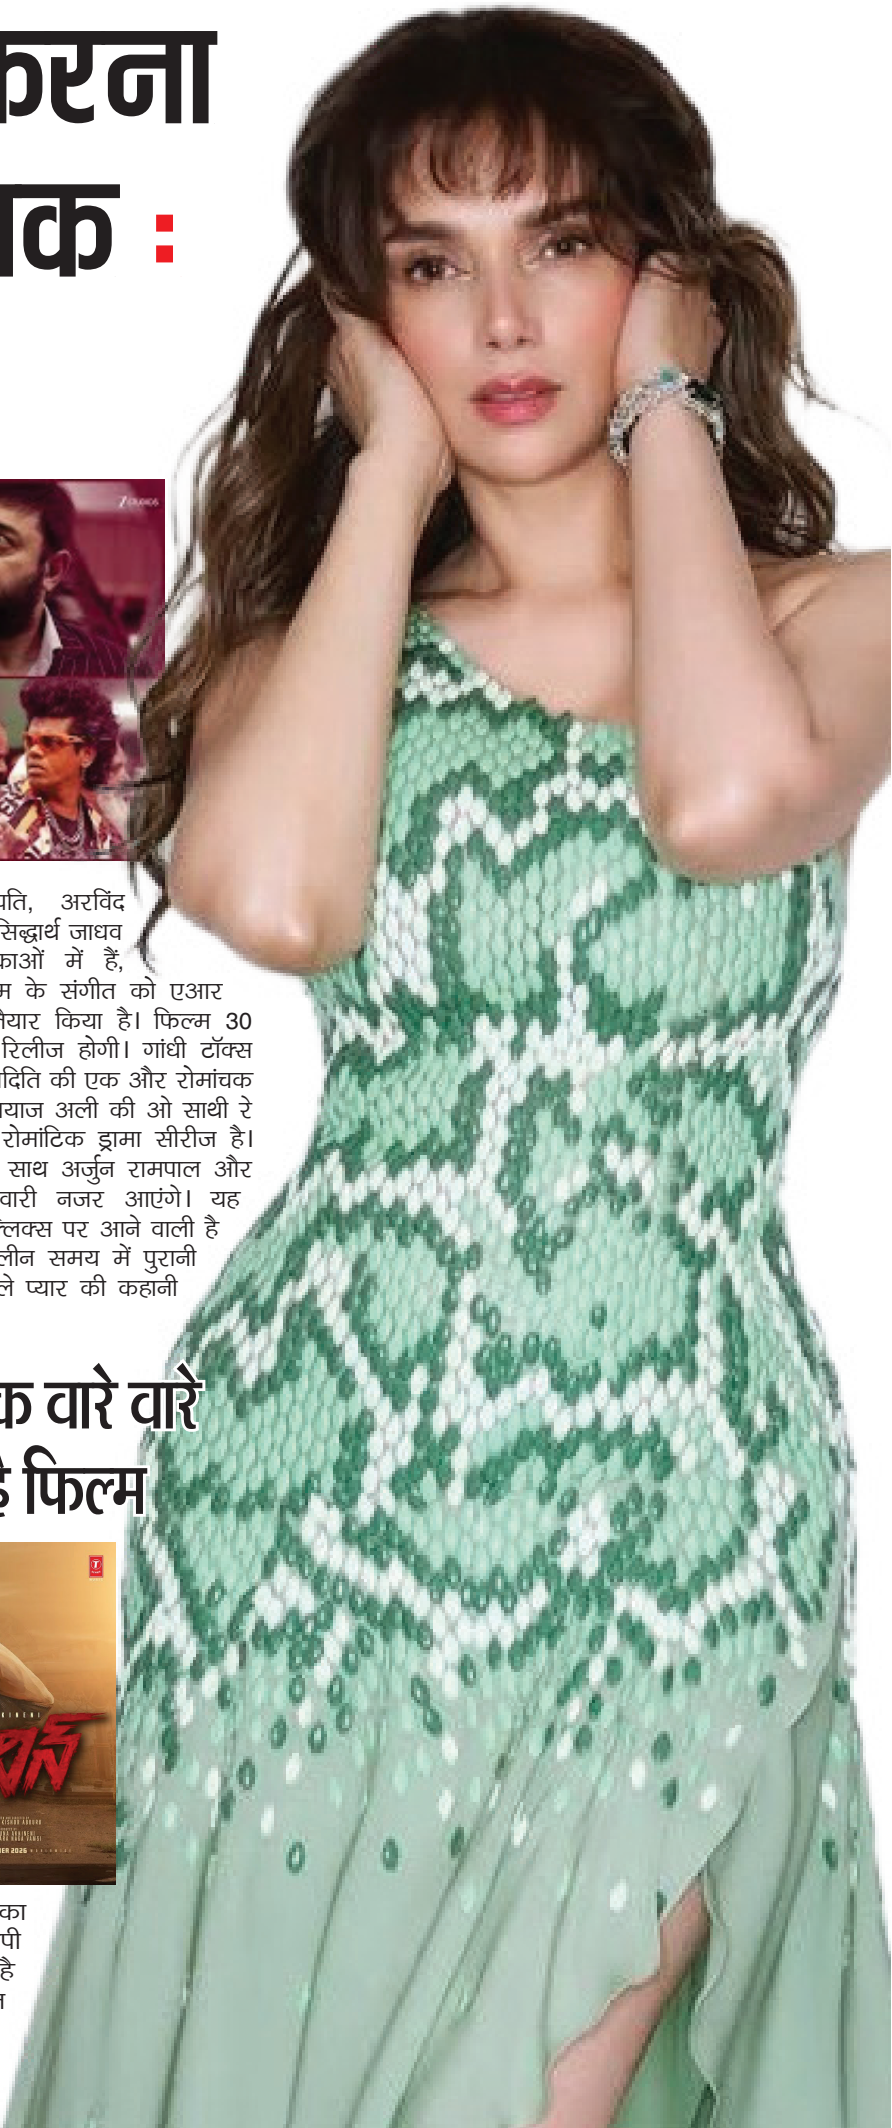 करना
क :
Z STUDIOS
पति, अरविंद
सिद्धार्थ जाधव
काओं में हैं,
म के संगीत को एआर
तैयार किया है। फिल्म 30
रिलीज होगी। गांधी टॉक्स
दिति की एक और रोमांचक
याज अली की ओ साथी रे
रोमांटिक ड्रामा सीरीज है।
साथ अर्जुन रामपाल और
वारी नजर आएंगे। यह
लिक्स पर आने वाली है
लीन समय में पुरानी
ले प्यार की कहानी
क वारे वारे
है फिल्म
का
पी
है